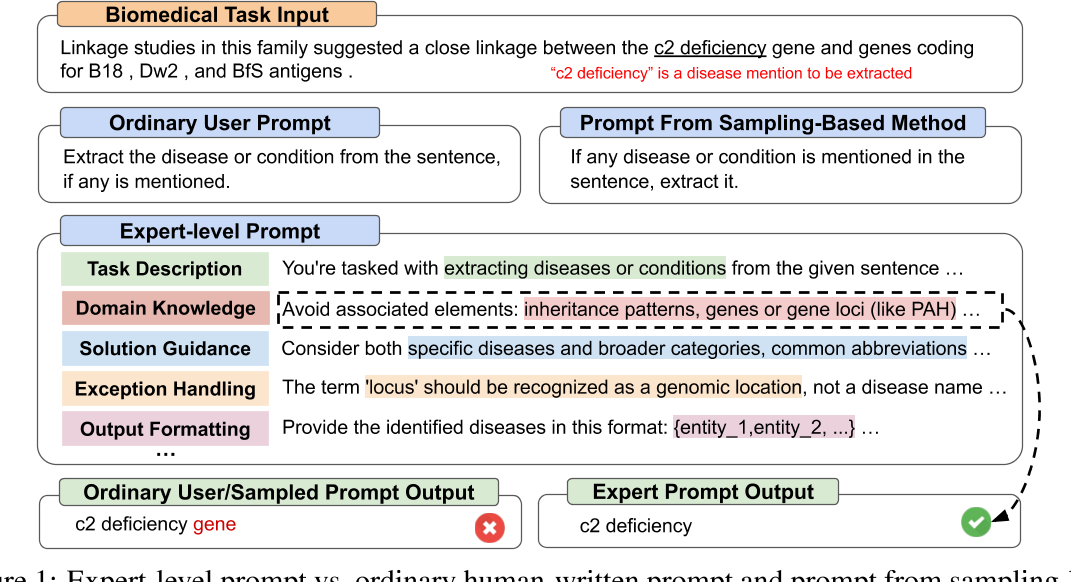 Biomedical Task Input
Linkage studies in this family suggested a close linkage between the c2 deficiency gene and genes coding
for B18 , Dw2 , and BfS antigens .
“c2 deficiency” is a disease mention to be extracted
Ordinary User Prompt
Extract the disease or condition from the sentence,
if any is mentioned.
Prompt From Sampling-Based Method
If any disease or condition is mentioned in the
sentence, extract it.
Expert-level Prompt
Task Description
You're tasked with extracting diseases or conditions from the given sentence …
Domain Knowledge
Avoid associated elements: inheritance patterns, genes or gene loci (like PAH) …
Solution Guidance
Consider both specific diseases and broader categories, common abbreviations …
Exception Handling
The term 'locus' should be recognized as a genomic location, not a disease name …
Output Formatting
Provide the identified diseases in this format: {entity_1,entity_2, ...} …
…
Ordinary User/Sampled Prompt Output
c2 deficiency gene
Expert Prompt Output
c2 deficiency
ure 1: Expert-level prompt vs. ordinary human-written prompt and prompt from sampling-